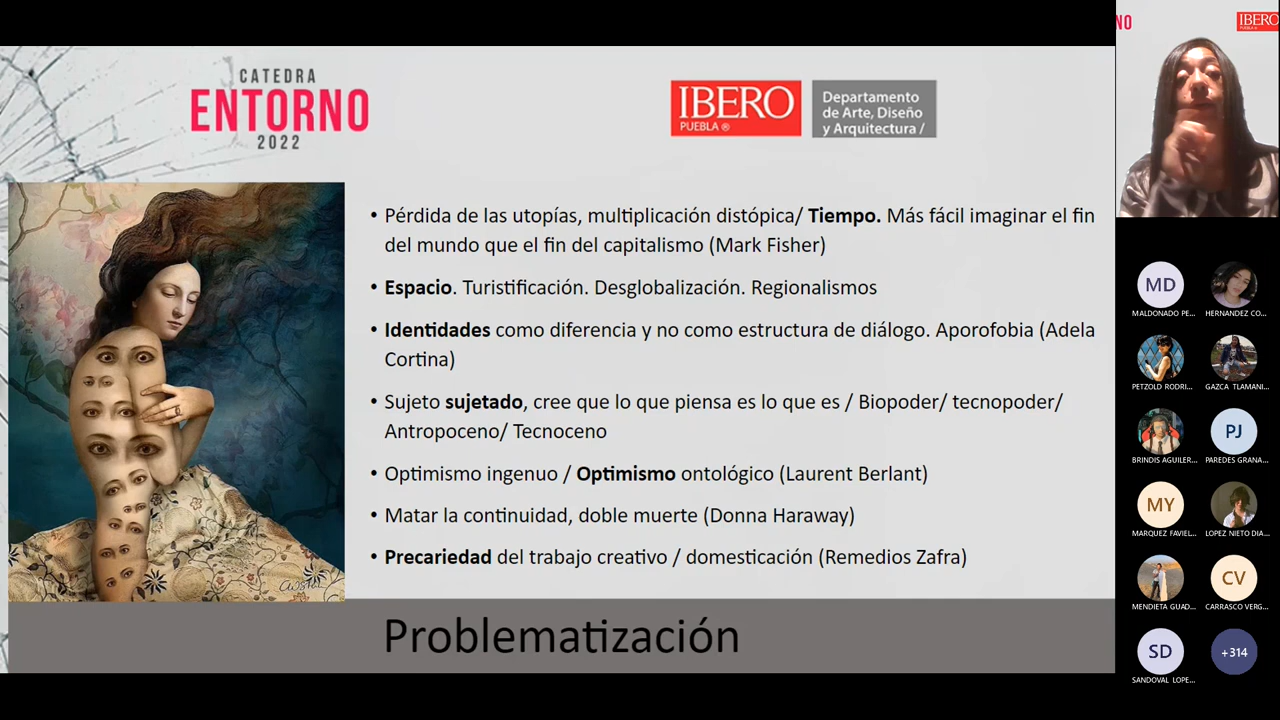 CATEDRA
ENTORNO
2022
IBERO
PUEBLA ®
Departamento
de Arte, Diseño
y Arquitectura /
• Pérdida de las utopías, multiplicación distópica/ Tiempo. Más fácil imaginar el fin
del mundo que el fin del capitalismo (Mark Fisher)
• Espacio. Turistificación. Desglobalización. Regionalismos
• Identidades como diferencia y no como estructura de diálogo. Aporofobia (Adela
Cortina)
• Sujeto sujetado, cree que lo que piensa es lo que es / Biopoder/ tecnopoder/
Antropoceno/ Tecnoceno
• Optimismo ingenuo / Optimismo ontológico (Laurent Berlant)
• Matar la continuidad, doble muerte (Donna Haraway)
• Precariedad del trabajo creativo / domesticación (Remedios Zafra)
Problematización
NO
IBERO
PUEBLA ®
MD
MALDONADO PE...
HERNANDEZ CO...
PETZOLD RODRI...
GAZCA TLAMANI...
BRINDIS AGUILER...
PJ
PAREDES GRANA...
MY
MARQUEZ FAVIEL...
LOPEZ NIETO DIA...
MENDIETA GUAD...
CV
CARRASCO VERG...
SD
SANDOVAL LOPE...
+314